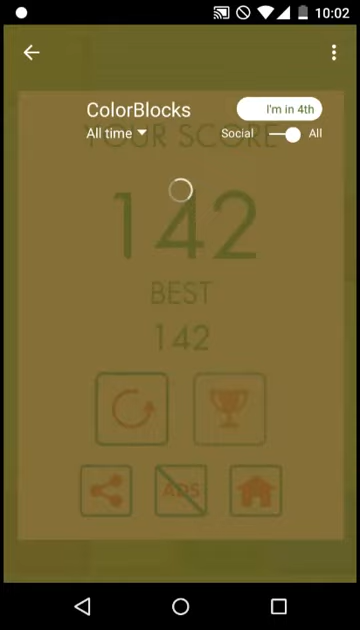 10:02
ColorBlocks
I'm in 4th
All time
Social
All
YOUR SCORE
142
BEST
142
ADS